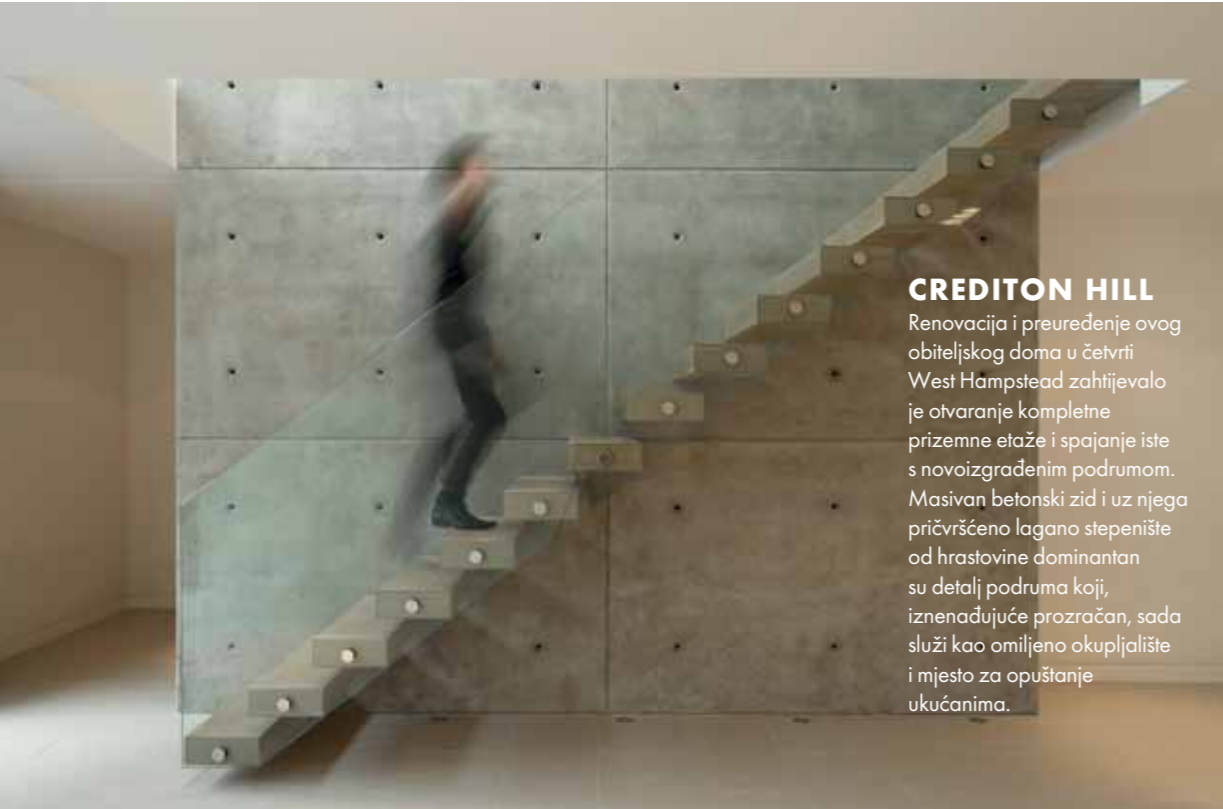 CREDITON HILL
Renovacija i preuređenje ovog
obiteljskog doma u četvrti
West Hampstead zahtijevalo
je otvaranje kompletne
prizemne etaže i spajanje iste
s novoizgrađenim podrumom.
Masivan betonski zid i uz njega
pričvršćeno lagano stepenište
od hrastovine dominantan
su detalj podruma koji,
iznenađujuće prozračan, sada
služi kao omiljeno okupljalište
i mjesto za opuštanje
ukućanima.